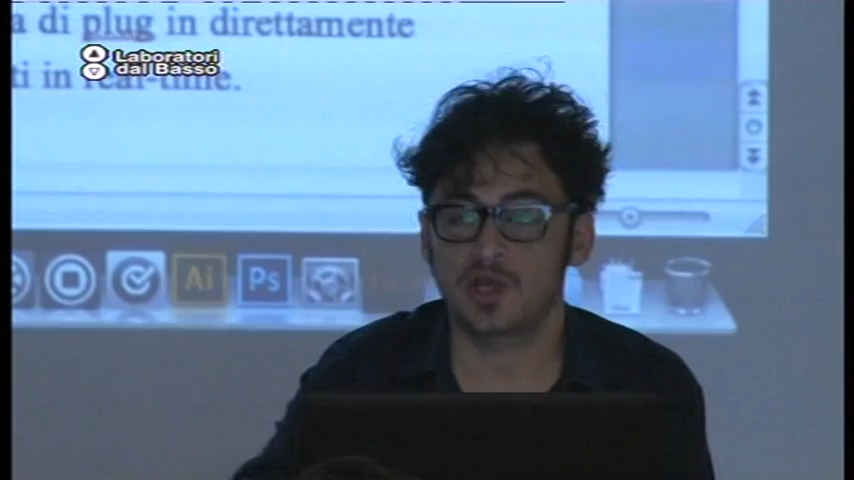 a di plug in direttamente
Laboratori
dal Basso
ti in real-time.
Ai
Ps